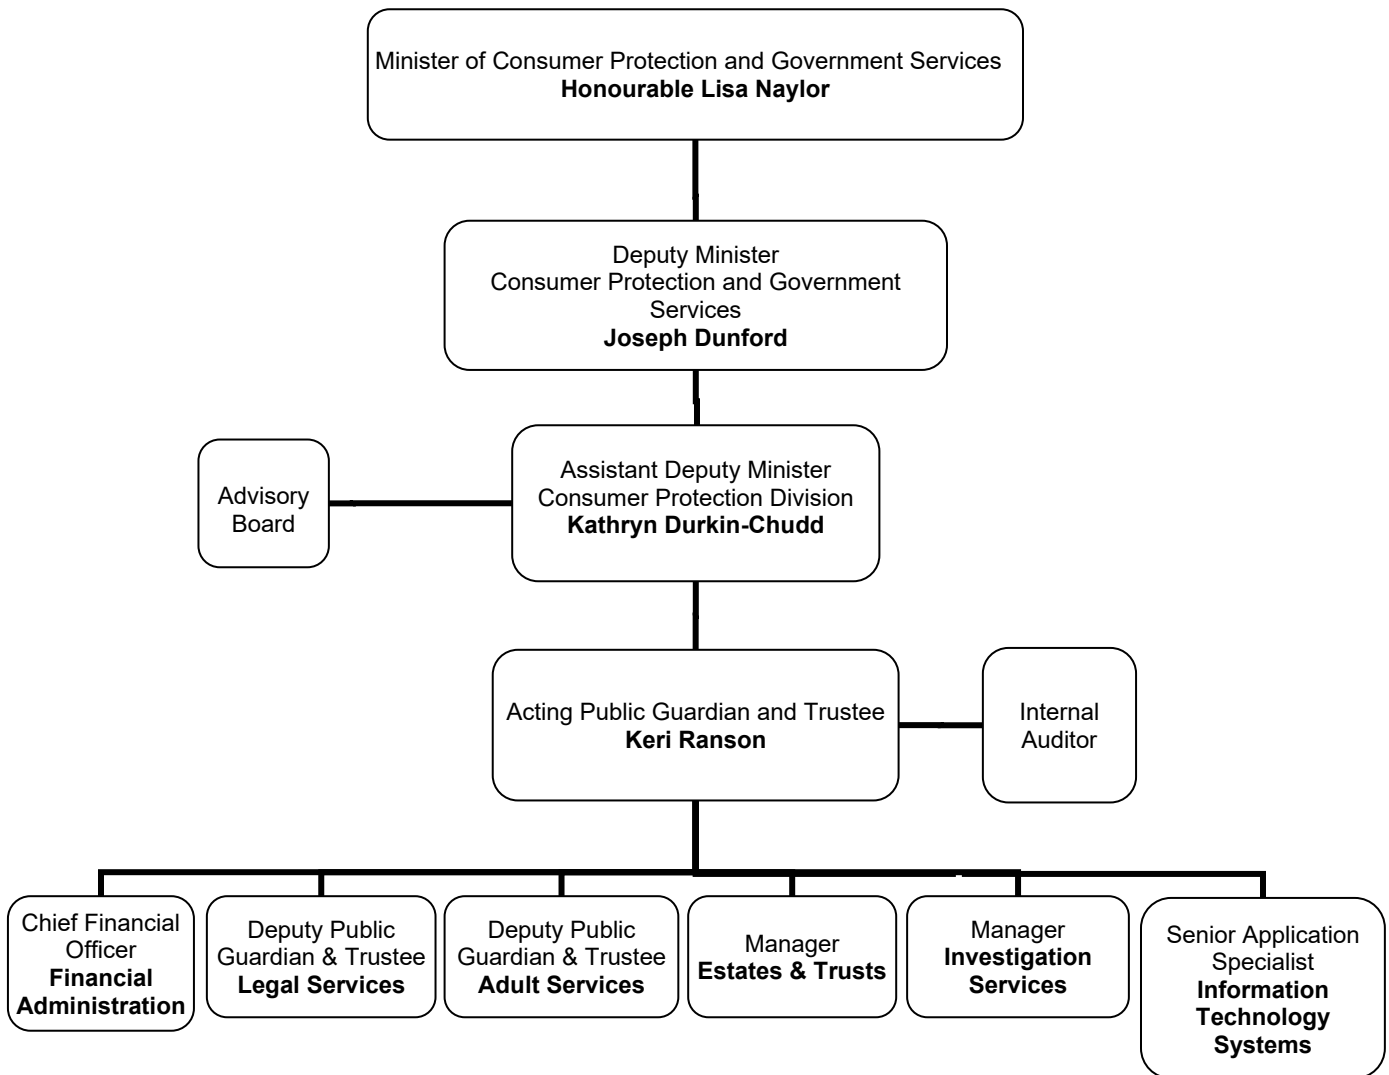 Minister of Consumer Protection and Government Services
Honourable Lisa Naylor
Deputy Minister
Consumer Protection and Government
Services
Joseph Dunford
Advisory
Board
Assistant Deputy Minister
Consumer Protection Division
Kathryn Durkin-Chudd
Acting Public Guardian and Trustee
Keri Ranson
Internal
Auditor
Chief Financial
Officer
Financial
Administration
Deputy Public
Guardian & Trustee
Legal Services
Deputy Public
Guardian & Trustee
Adult Services
Manager
Estates & Trusts
Manager
Investigation
Services
Senior Application
Specialist
Information
Technology
Systems